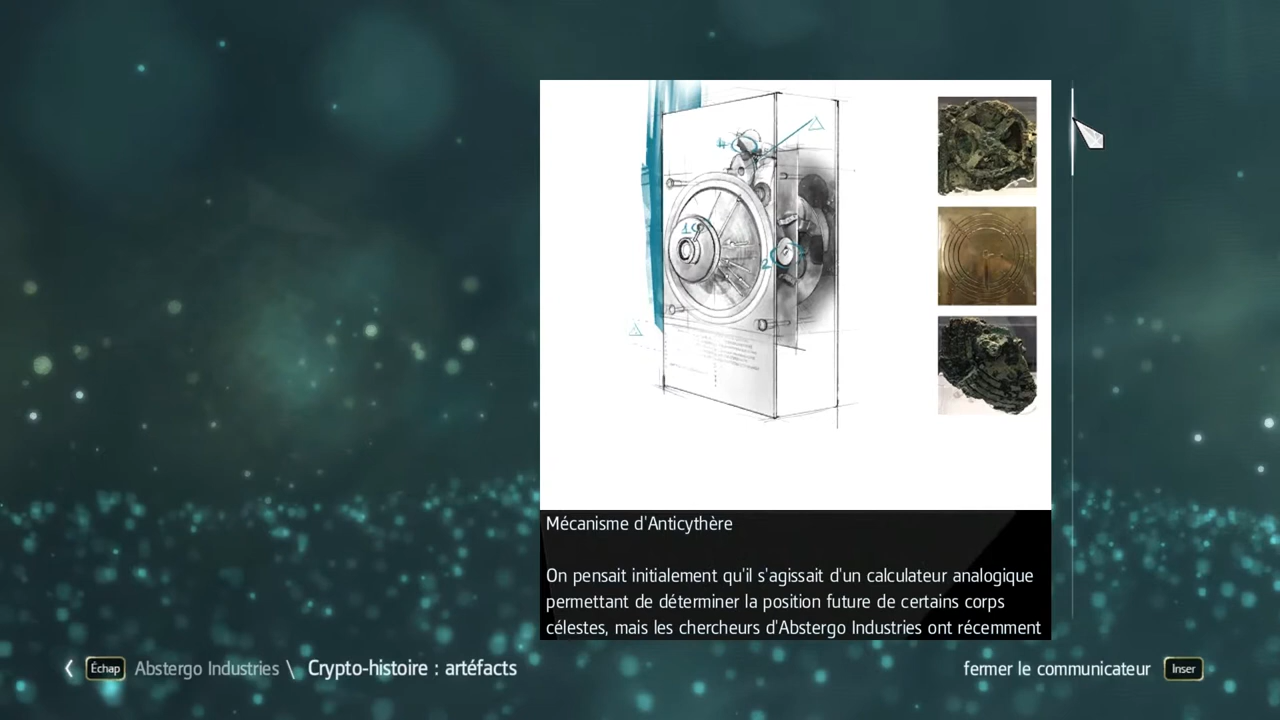 Mécanisme d'Anticythère
On pensait initialement qu'il s'agissait d'un calculateur analogique
permettant de déterminer la position future de certains corps
célestes, mais les chercheurs d'Abstergo Industries ont récemment
Échap Abstergo Industries \ Crypto-histoire : artéfacts
fermer le communicateur Inser